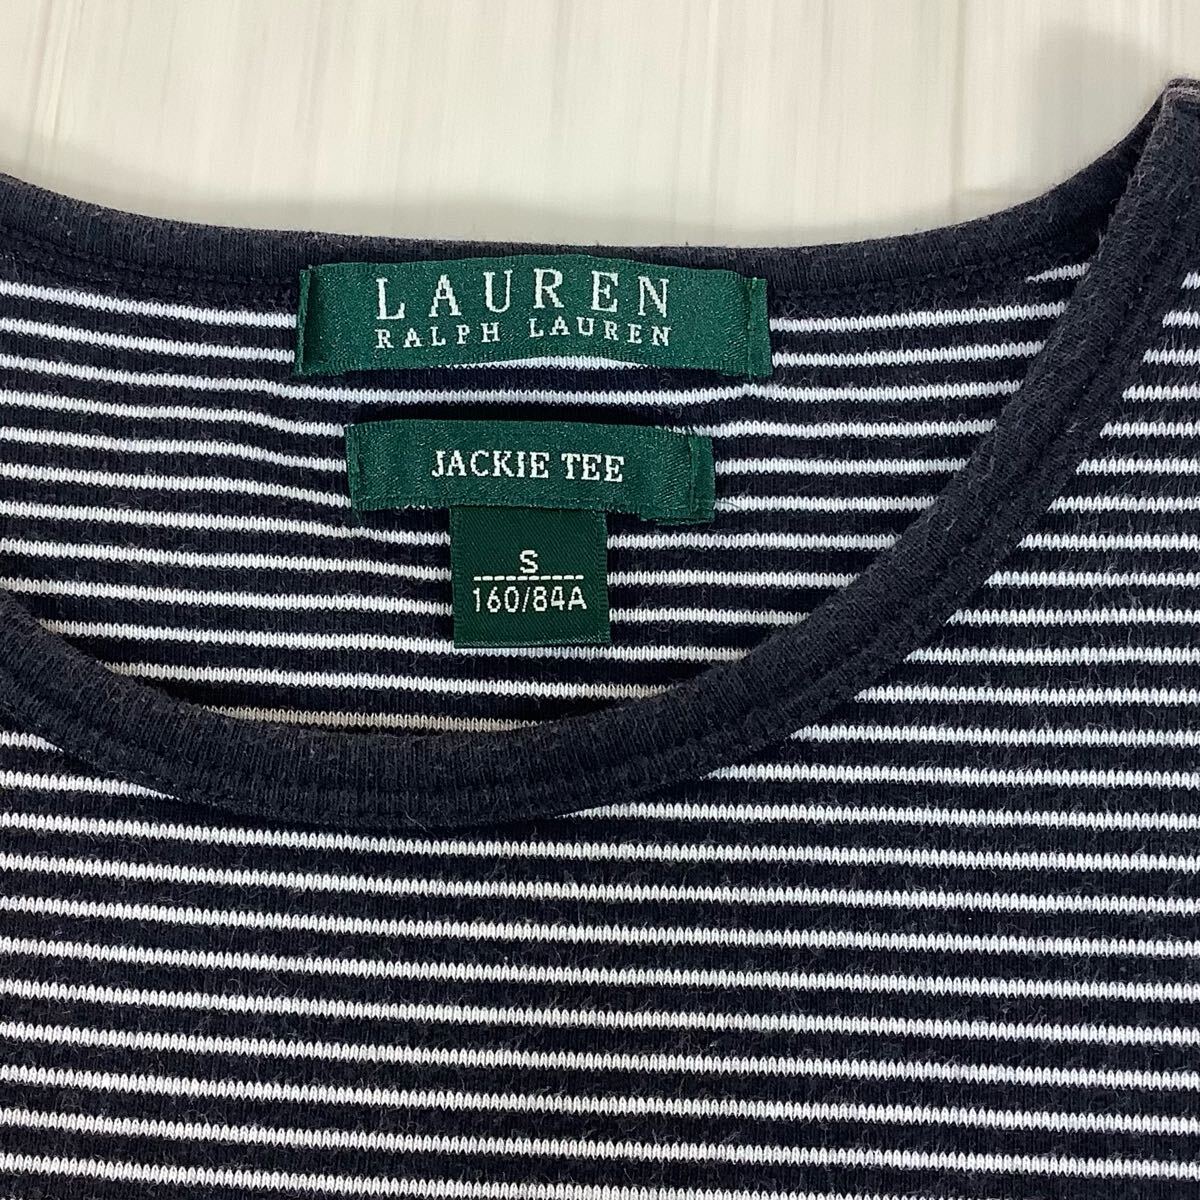 LAUREN
RALPH LAUREN
JACKIE TEE
S
160/84A